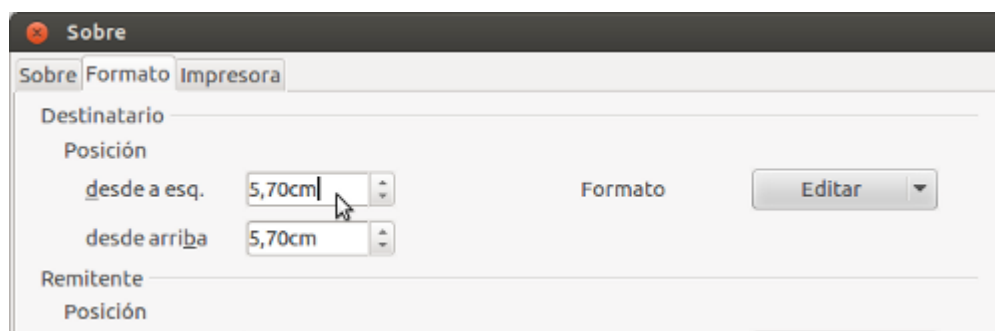 Sobre
Sobre Formato Impresora
Destinatario
Posición
desde a esq. 5,70cm Formato Editar
desde arriba 5,70cm
Remitente
Posición